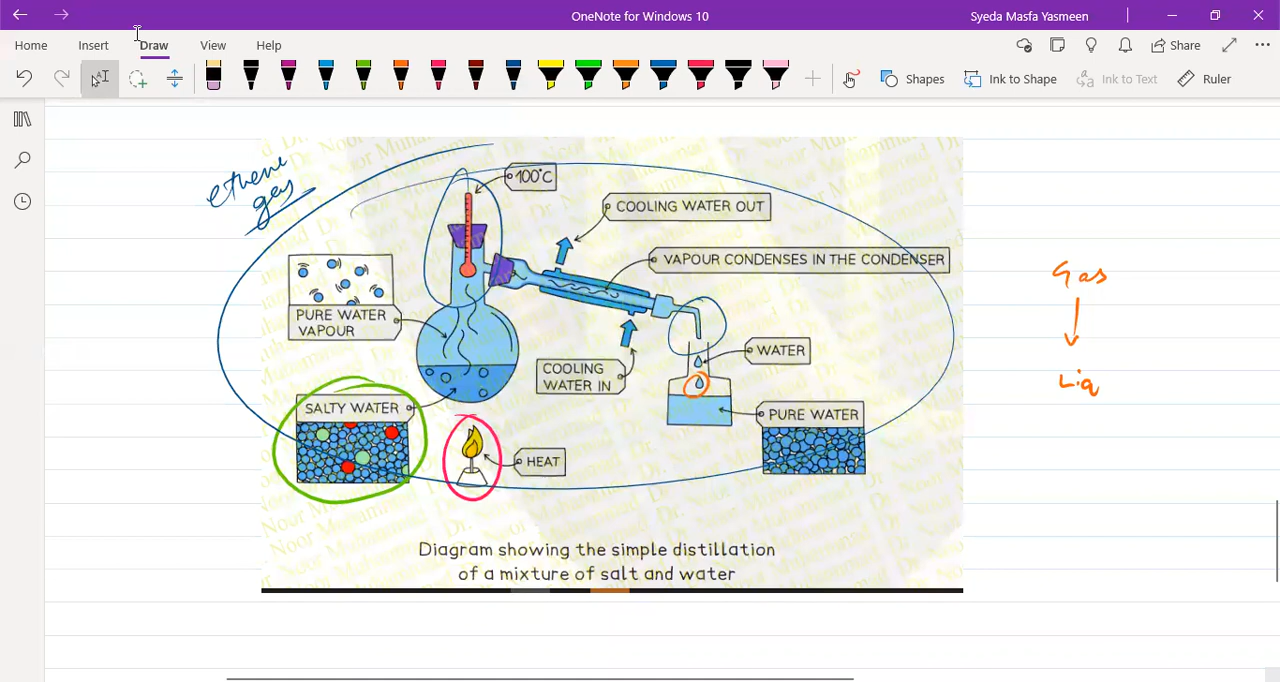 OneNote for Windows 10
Syeda Masfa Yasmeen
Home Insert Draw View Help
Share
Shapes Ink to Shape Ink to Text Ruler
ethene
gas
100°C
COOLING WATER OUT
VAPOUR CONDENSES IN THE CONDENSER
Gas
PURE WATER
VAPOUR
WATER
COOLING
WATER IN
Liq
SALTY WATER
PURE WATER
HEAT
Diagram showing the simple distillation
of a mixture of salt and water